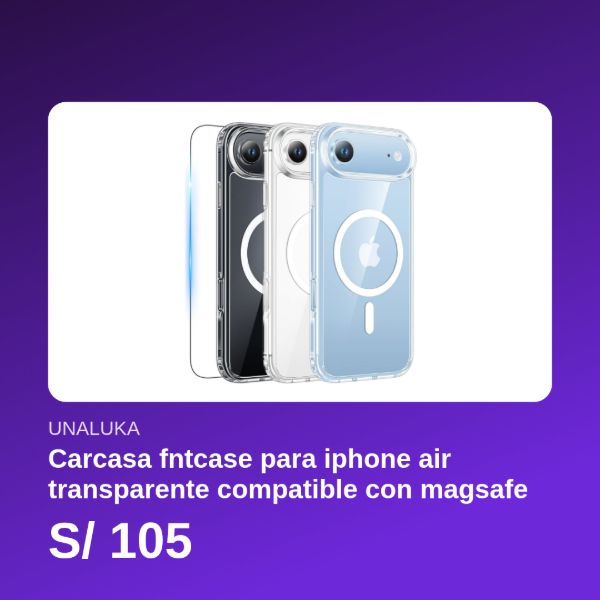 UNALUKA
Carcasa fntcase para iphone air
transparente compatible con magsafe
S/ 105